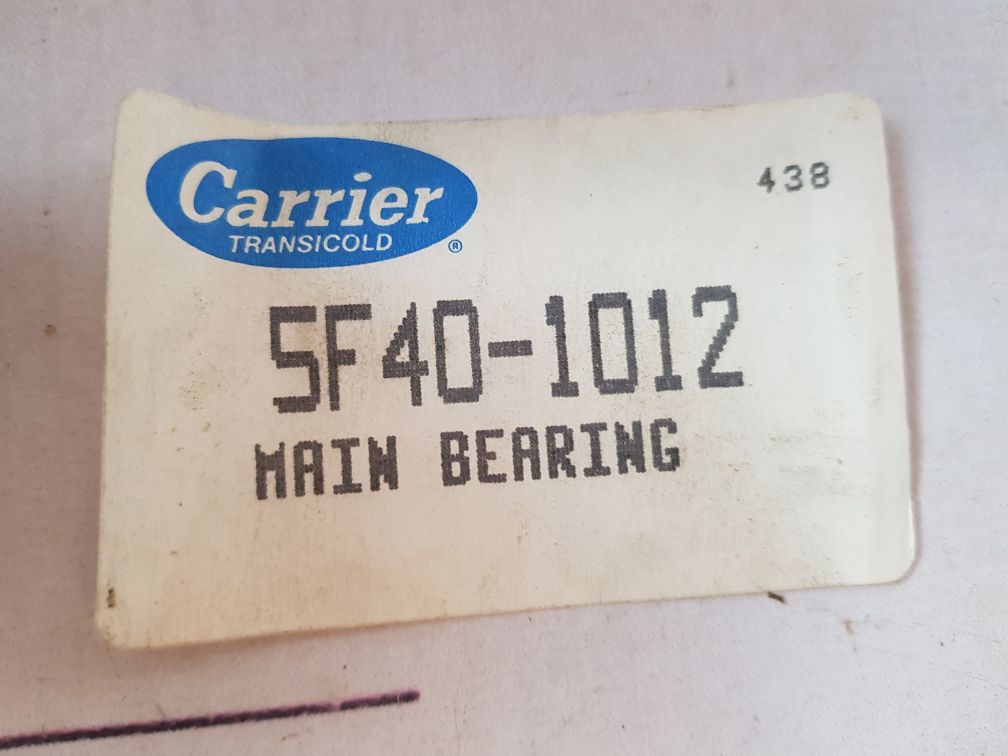 Carrier
TRANSICOLD ®
438
5F40-1012
MAIN BEARING